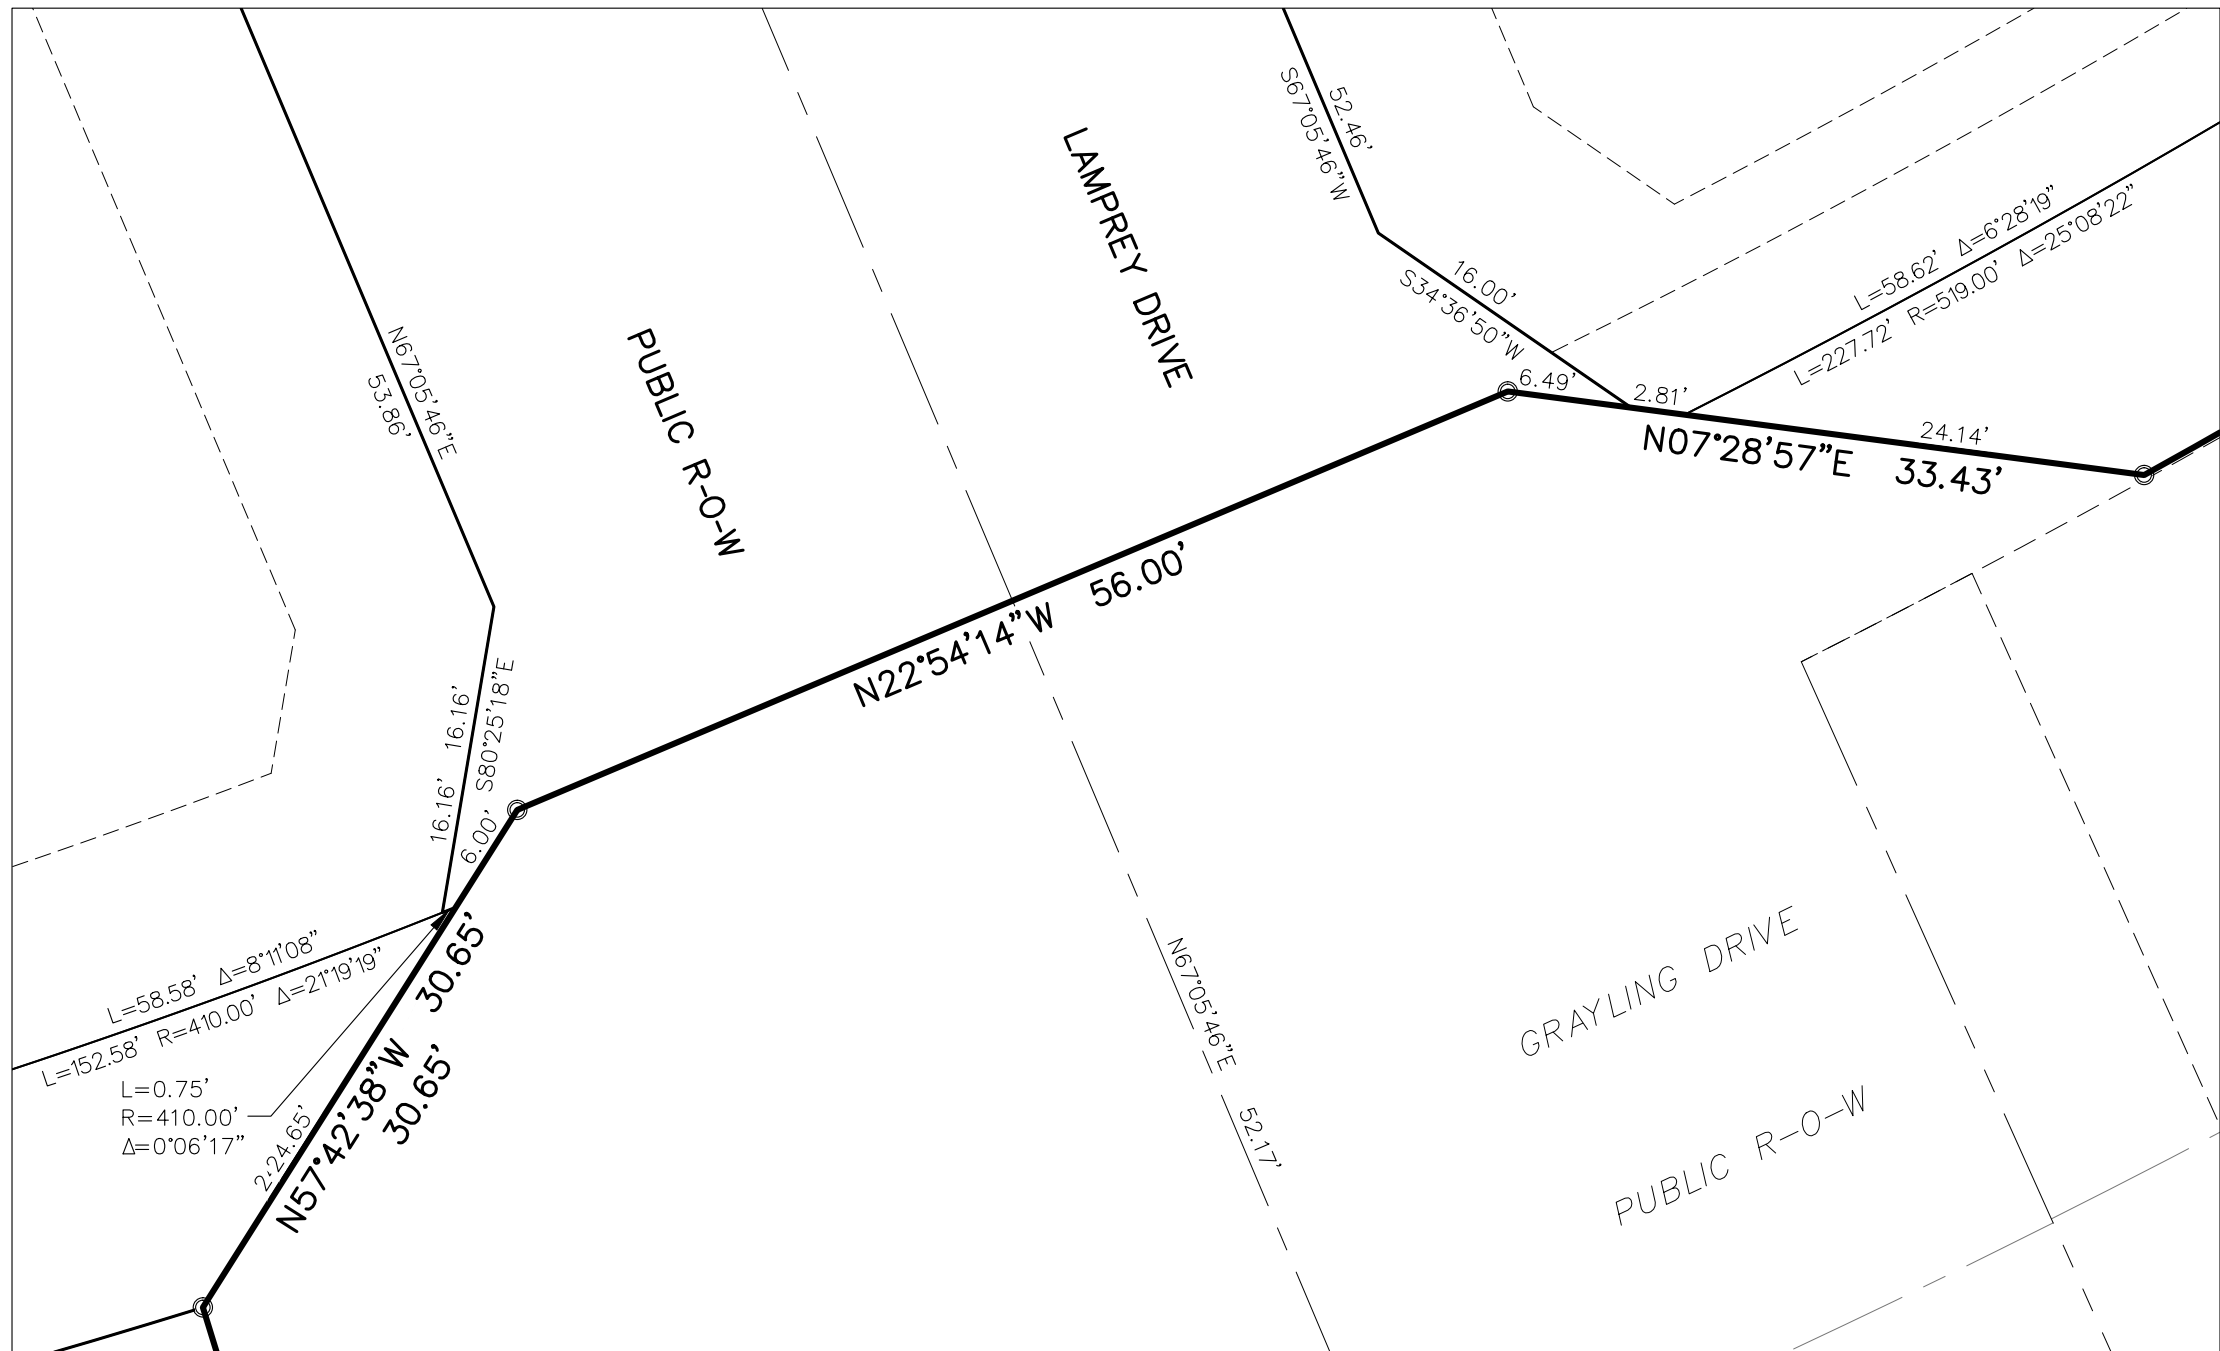 52.46'
S67°05'46"W
LAMPREY DRIVE
16.00'
S34°36'50"W
L=58.62' Δ=6°28'19"
L=227.72' R=519.00' Δ=25°08'22"
N67°05'46"E
53.86'
PUBLIC R-O-W
6.49'
2.81'
24.14'
N07°28'57"E 33.43'
N22°54'14"W 56.00'
16.16' 16.16'
6.00' S80°25'18"E
L=58.58' Δ=8°11'08"
L=152.58' R=410.00' Δ=21°19'19"
L=0.75'
R=410.00'
Δ=0°06'17"
24.65'
N57°42'38"W 30.65'
30.65'
N67°05'46"E 52.17'
GRAYLING DRIVE
PUBLIC R-O-W